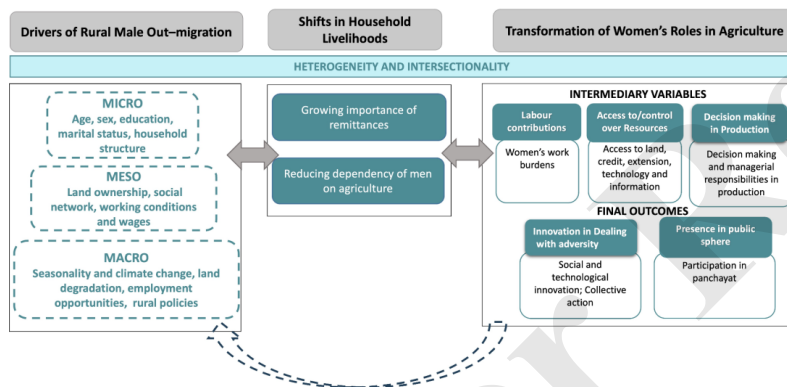 Drivers of Rural Male Out–migration
Shifts in Household
Livelihoods
Transformation of Women's Roles in Agriculture
HETEROGENEITY AND INTERSECTIONALITY
MICRO
Age, sex, education,
marital status, household
structure
MESO
Land ownership, social
network, working conditions
and wages
MACRO
Seasonality and climate change, land
degradation, employment
opportunities, rural policies
Growing importance of
remittances
Reducing dependency of men
on agriculture
INTERMEDIARY VARIABLES
Labour
contributions
Women's work
burdens
Access to/control
over Resources
Access to land,
credit, extension,
technology and
information
Decision making
in Production
Decision making
and managerial
responsibilities in
production
FINAL OUTCOMES
Innovation in Dealing
with adversity
Social and
technological
innovation; Collective
action
Presence in public
sphere
Participation in
panchayat